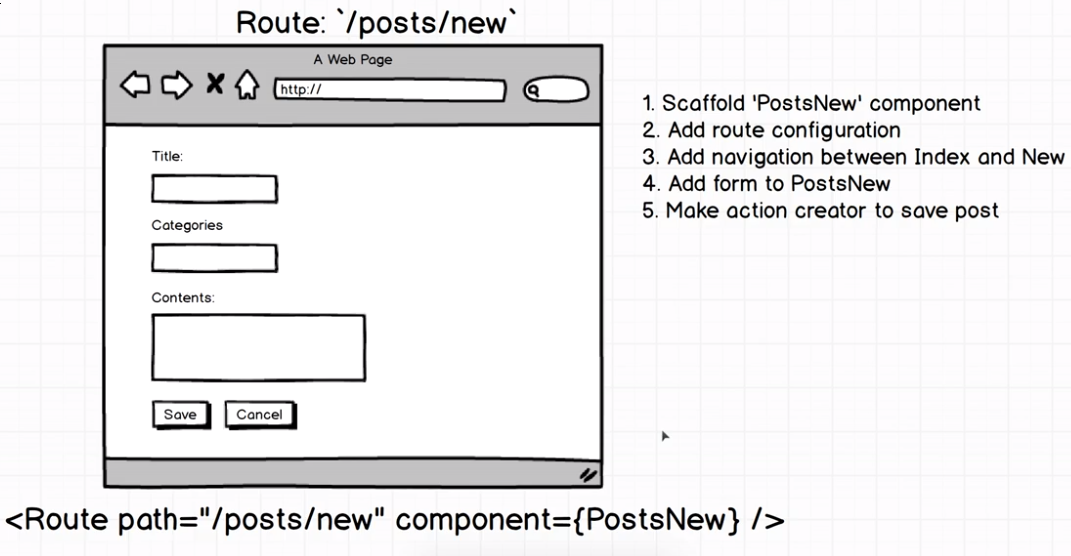 Route: `/posts/new`
A Web Page
http://
Title:
Categories
Contents:
Save
Cancel
1. Scaffold 'PostsNew' component
2. Add route configuration
3. Add navigation between Index and New
4. Add form to PostsNew
5. Make action creator to save post
<Route path="/posts/new" component={PostsNew} />